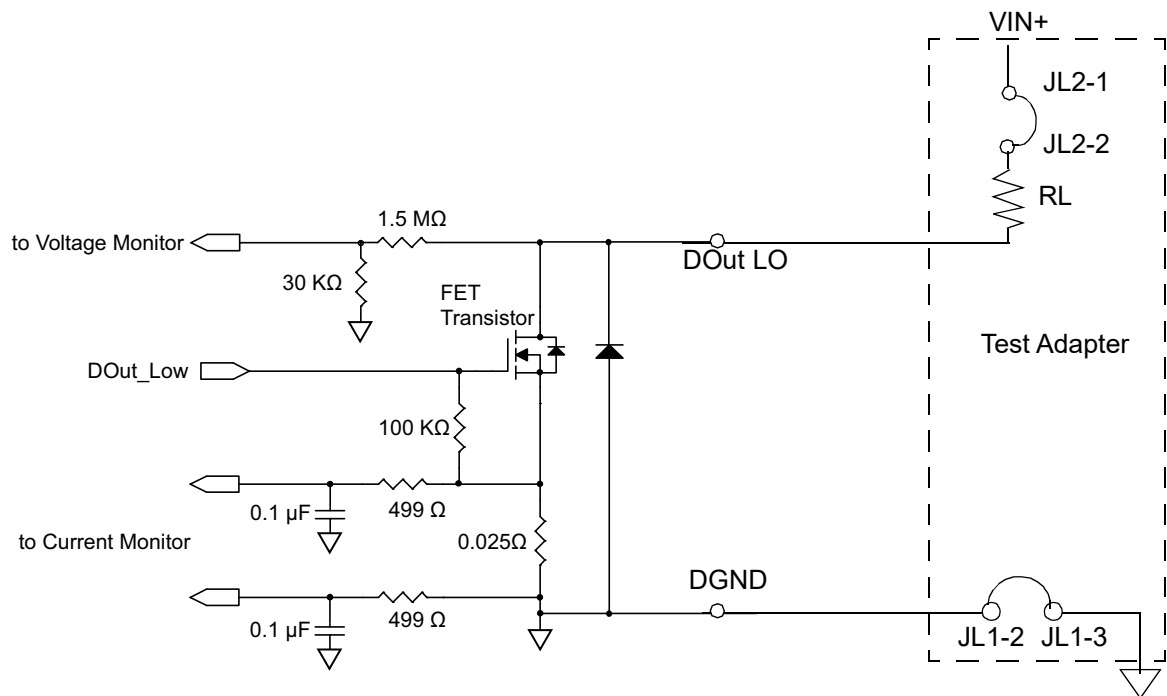 VIN+
JL2-1
JL2-2
RL
1.5 MΩ
to Voltage Monitor
DOut LO
30 KΩ
FET
Transistor
Test Adapter
DOut_Low
100 KΩ
0.1 µF
499 Ω
to Current Monitor
0.025Ω
DGND
0.1 µF
499 Ω
JL1-2
JL1-3